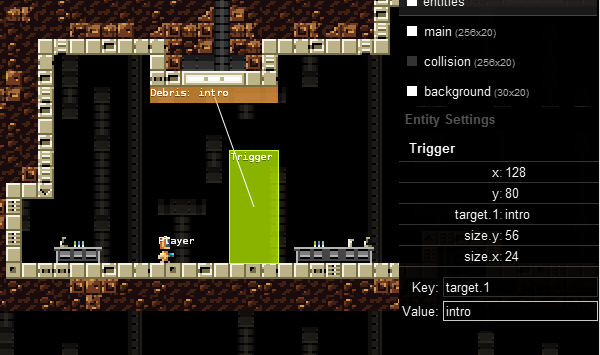 entities
main (256x20)
collision (256x20)
background (30x20)
Entity Settings
Trigger
x: 128
y: 80
target.1: intro
size.y: 56
size.x: 24
Key: target.1
Value: intro
Debris: intro
Trigger
Player